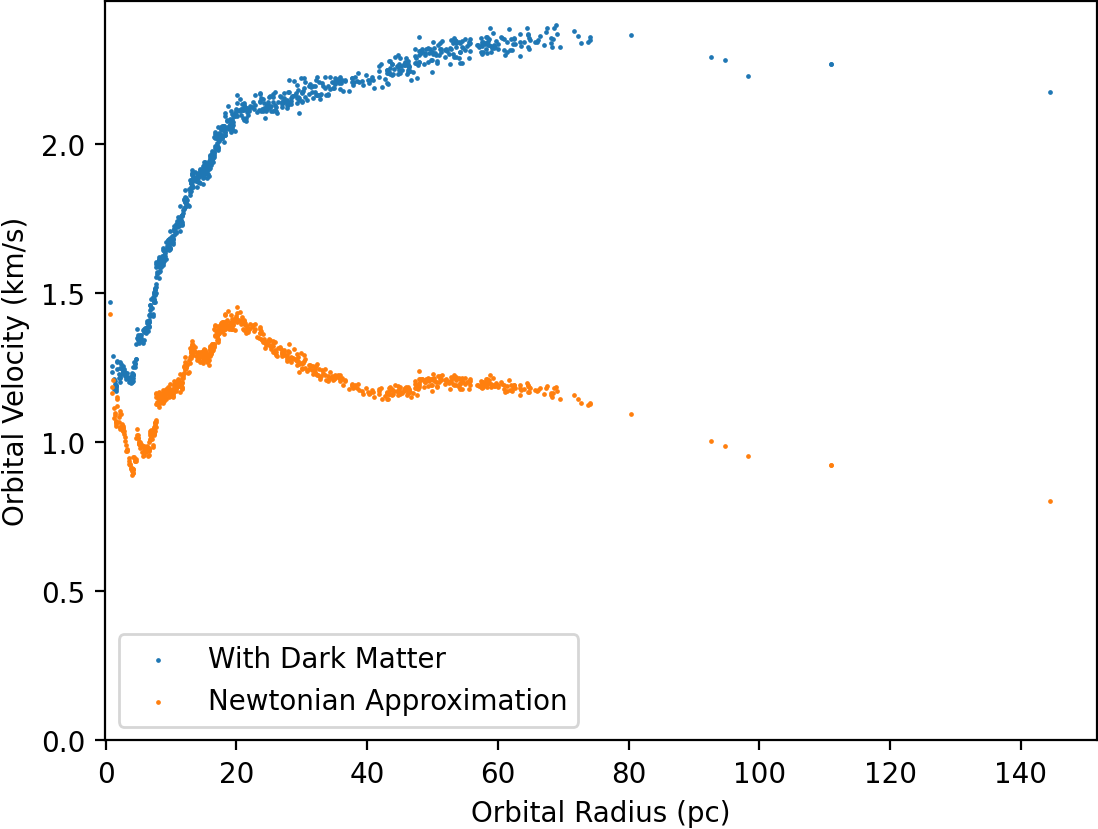 2.0
1.5
1.0
0.5
0.0
Orbital Velocity (km/s)
With Dark Matter
Newtonian Approximation
0 20 40 60 80 100 120 140
Orbital Radius (pc)